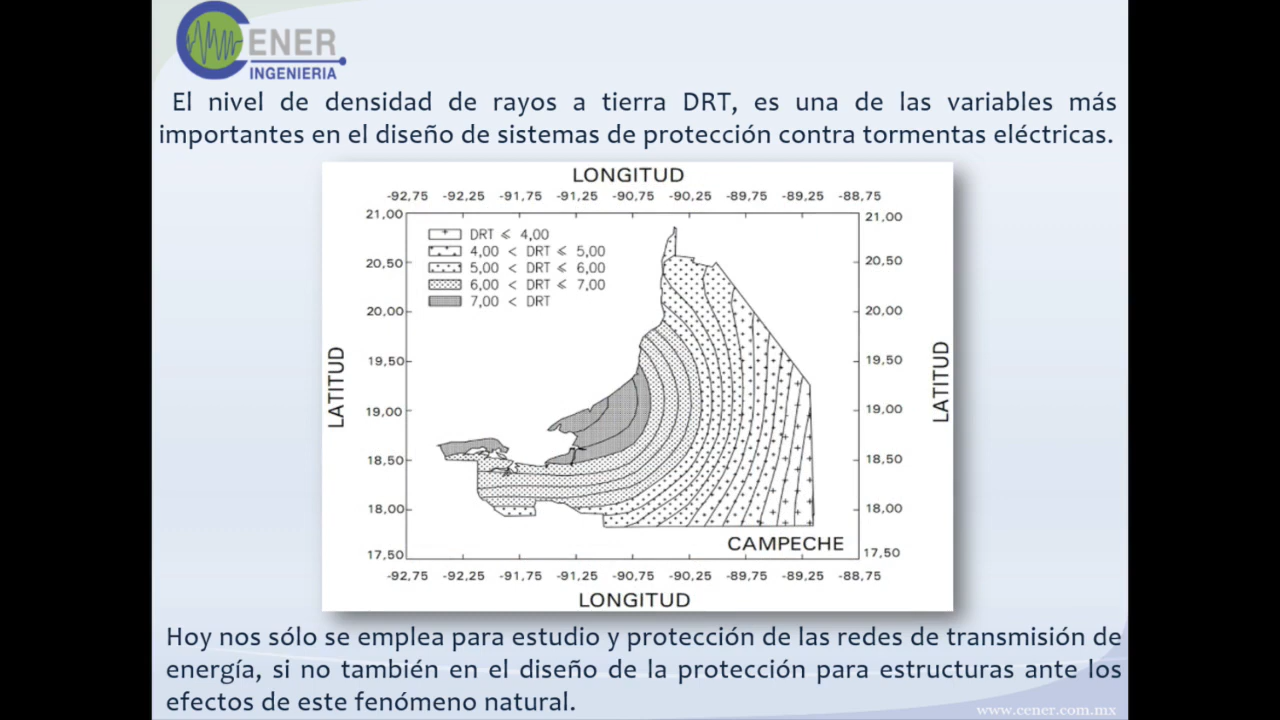 ENER
INGENIERIA
El nivel de densidad de rayos a tierra DRT, es una de las variables más
importantes en el diseño de sistemas de protección contra tormentas eléctricas.
LONGITUD
-92,75 -92,25 -91,75 -91,25 -90,75 -90,25 -89,75 -89,25 -88,75
21,00 21,00
DRT ⩽ 4,00
4,00 < DRT ⩽ 5,00
5,00 < DRT ⩽ 6,00
6,00 < DRT ⩽ 7,00
7,00 < DRT
20,50 20,50
20,00 20,00
19,50 19,50
LATITUD LATITUD
19,00 19,00
18,50 18,50
18,00 18,00
CAMPECHE
17,50 17,50
-92,75 -92,25 -91,75 -91,25 -90,75 -90,25 -89,75 -89,25 -88,75
LONGITUD
Hoy nos sólo se emplea para estudio y protección de las redes de transmisión de
energía, si no también en el diseño de la protección para estructuras ante los
efectos de este fenómeno natural.
www.cener.com.mx